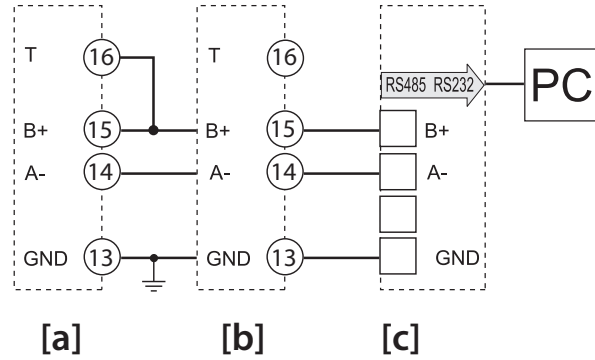 T 16 T 16
RS485 RS232 PC
B+ 15 B+ 15 B+
A- 14 A- 14 A-
GND 13 GND 13 GND
[a] [b] [c]